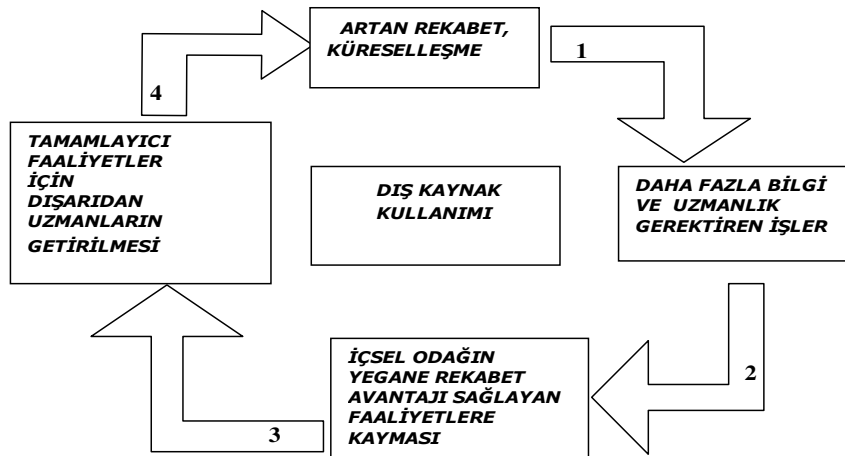 ARTAN REKABET,
KÜRESELLEŞME
1
4
TAMAMLAYICI
FAALİYETLER
İÇİN
DIŞARIDAN
UZMANLARIN
GETİRİLMESİ
DIŞ KAYNAK
KULLANIMI
DAHA FAZLA BİLGİ
VE UZMANLIK
GEREKTİREN İŞLER
İÇSEL ODAĞIN
YEGANE REKABET
AVANTAJI SAĞLAYAN
FAALİYETLERE
KAYMASI
2
3